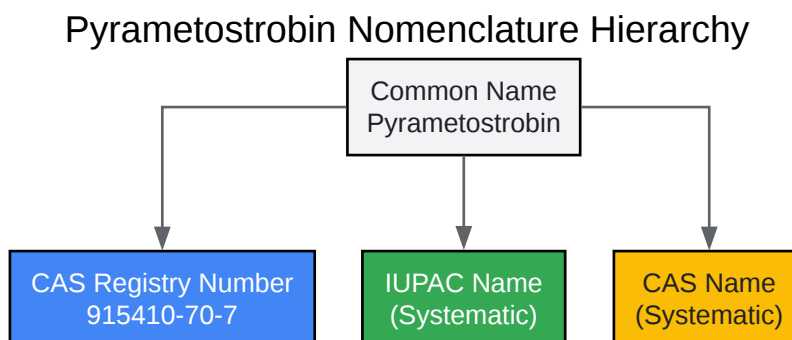 Pyrametostrobin Nomenclature Hierarchy
Common Name
Pyrametostrobin
CAS Registry Number
915410-70-7
IUPAC Name
(Systematic)
CAS Name
(Systematic)